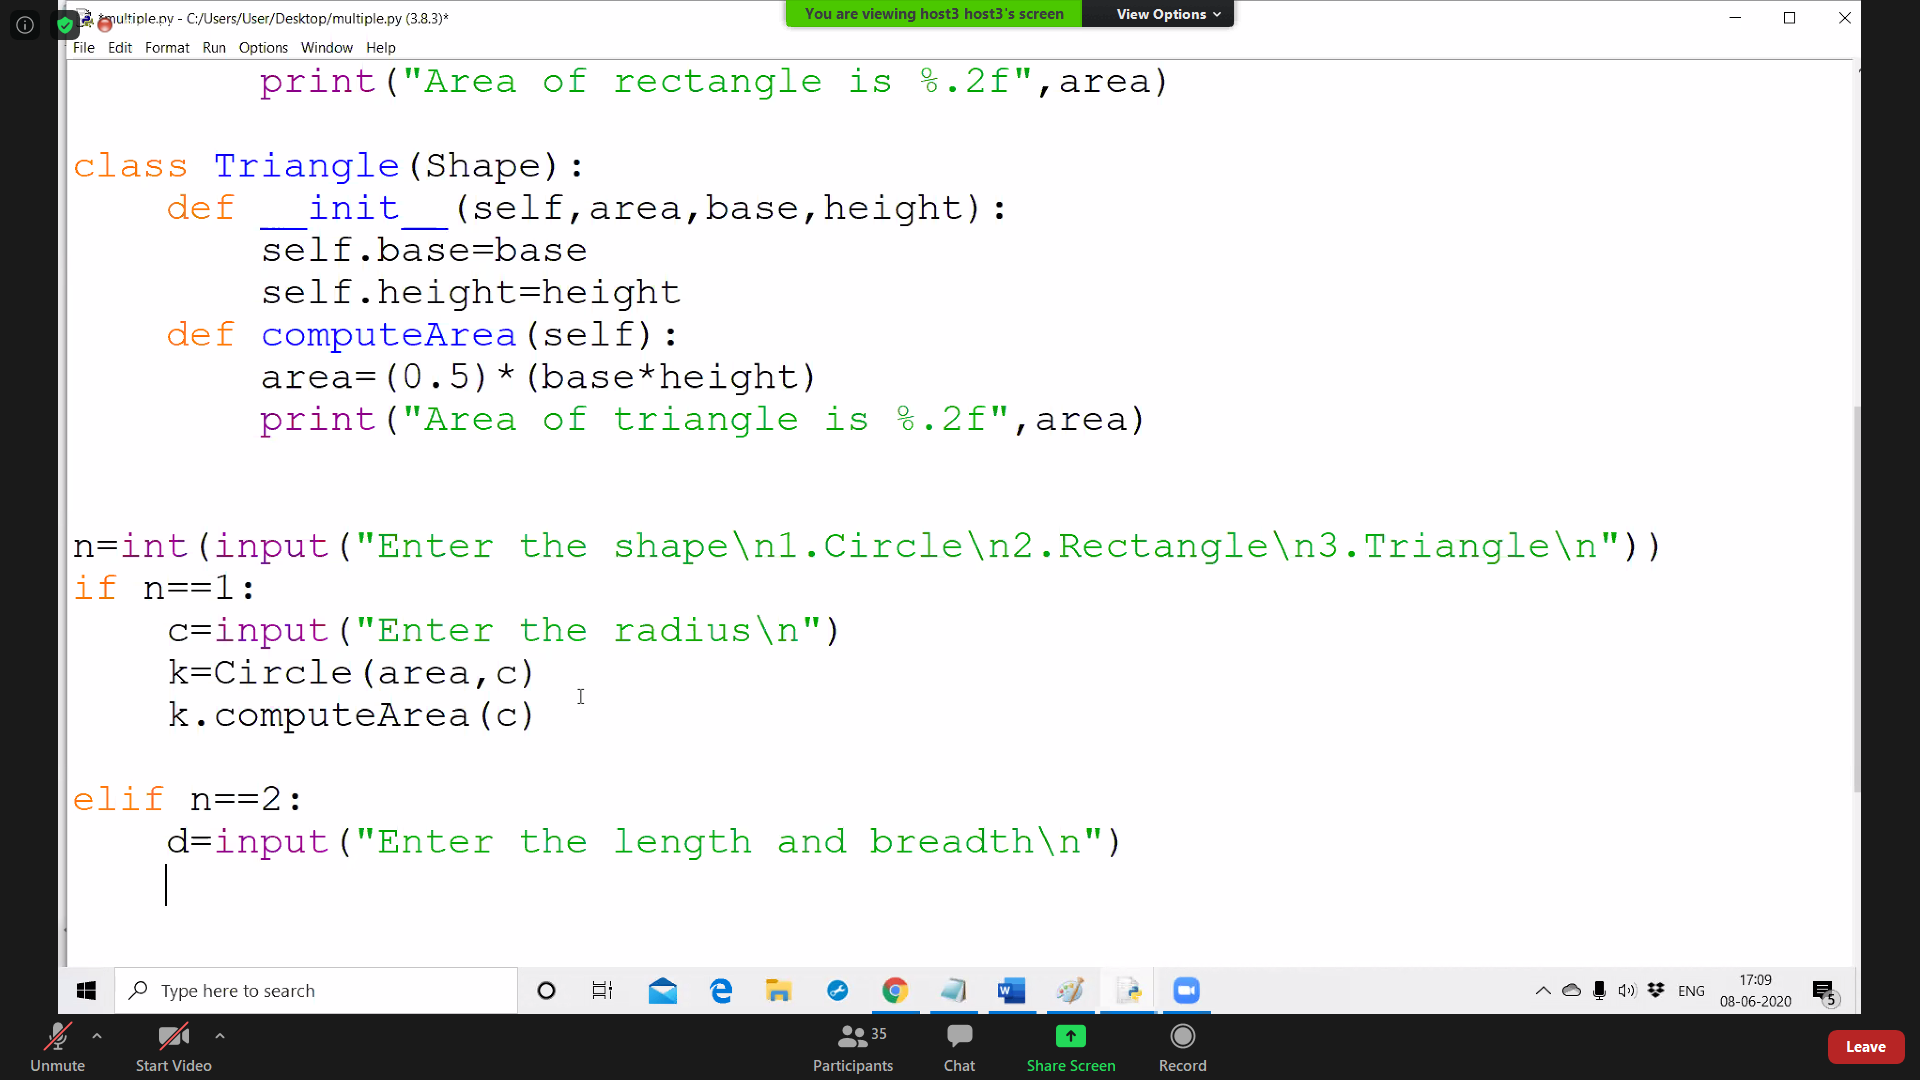 *multiple.py - C:/Users/User/Desktop/multiple.py (3.8.3)*
You are viewing host3 host3's screen
View Options
File Edit Format Run Options Window Help
print("Area of rectangle is %.2f",area)
class Triangle(Shape):
def __init__(self,area,base,height):
self.base=base
self.height=height
def computeArea(self):
area=(0.5)*(base*height)
print("Area of triangle is %.2f",area)
n=int(input("Enter the shape\n1.Circle\n2.Rectangle\n3.Triangle\n"))
if n==1:
c=input("Enter the radius\n")
k=Circle(area,c)
k.computeArea(c)
elif n==2:
d=input("Enter the length and breadth\n")
Type here to search
ENG
17:09
08-06-2020
5
Unmute
Start Video
Participants
35
Chat
Share Screen
Record
Leave